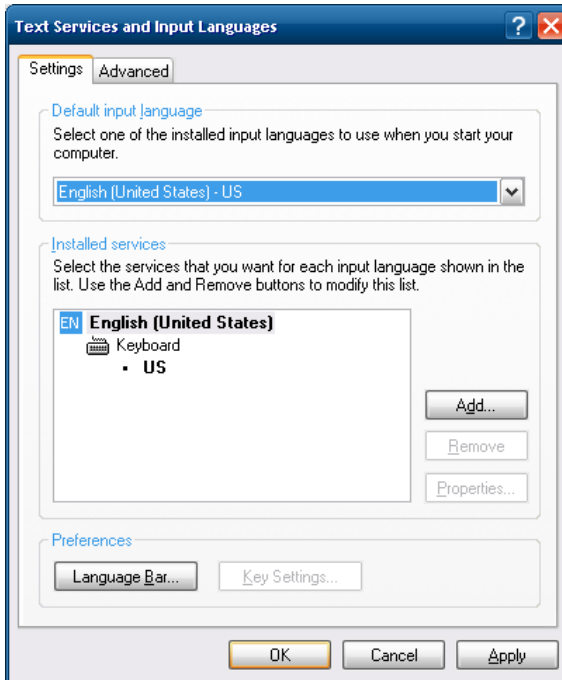 Text Services and Input Languages
Settings
Advanced
Default input language
Select one of the installed input languages to use when you start your
computer.
English (United States) - US
Installed services
Select the services that you want for each input language shown in the
list. Use the Add and Remove buttons to modify this list.
EN English (United States)
Keyboard
• US
Add...
Remove
Properties...
Preferences
Language Bar...
Key Settings...
OK
Cancel
Apply